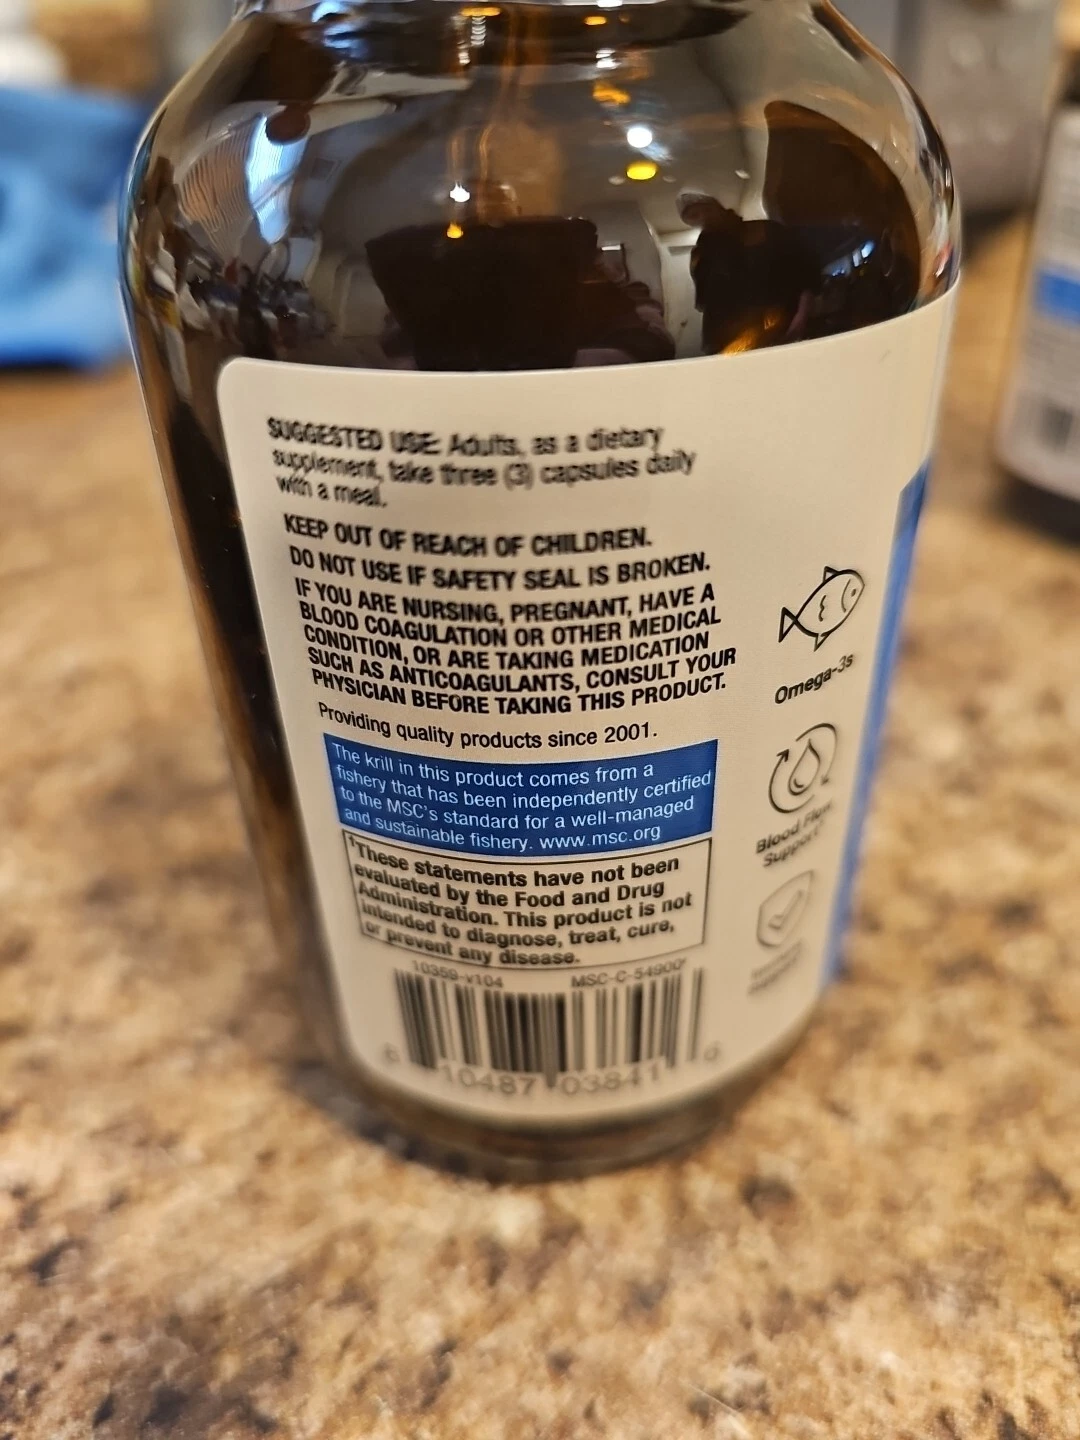 SUGGESTED USE: Adults, as a dietary
supplement, take three (3) capsules daily
with a meal.
KEEP OUT OF REACH OF CHILDREN.
DO NOT USE IF SAFETY SEAL IS BROKEN.
IF YOU ARE NURSING, PREGNANT, HAVE A
BLOOD COAGULATION OR OTHER MEDICAL
CONDITION, OR ARE TAKING MEDICATION
SUCH AS ANTICOAGULANTS, CONSULT YOUR
PHYSICIAN BEFORE TAKING THIS PRODUCT.
Providing quality products since 2001.
The krill in this product comes from a
fishery that has been independently certified
to the MSC's standard for a well-managed
and sustainable fishery. www.msc.org
†These statements have not been
evaluated by the Food and Drug
Administration. This product is not
intended to diagnose, treat, cure,
or prevent any disease.
10359-v104 MSC-C-54900
10487 03841
Omega-3s
Blood Flow
Support